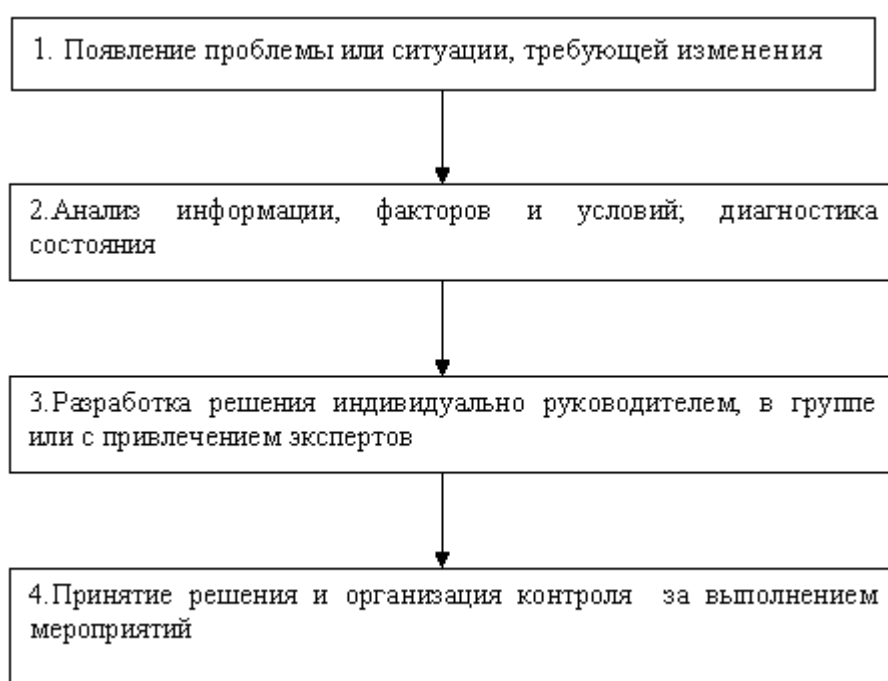 1. Появление проблемы или ситуации, требующей изменения
2.Анализ информации, факторов и условий; диагностика
состояния
3.Разработка решения индивидуально руководителем, в группе
или с привлечением экспертов
4.Принятие решения и организация контроля за выполнением
мероприятий